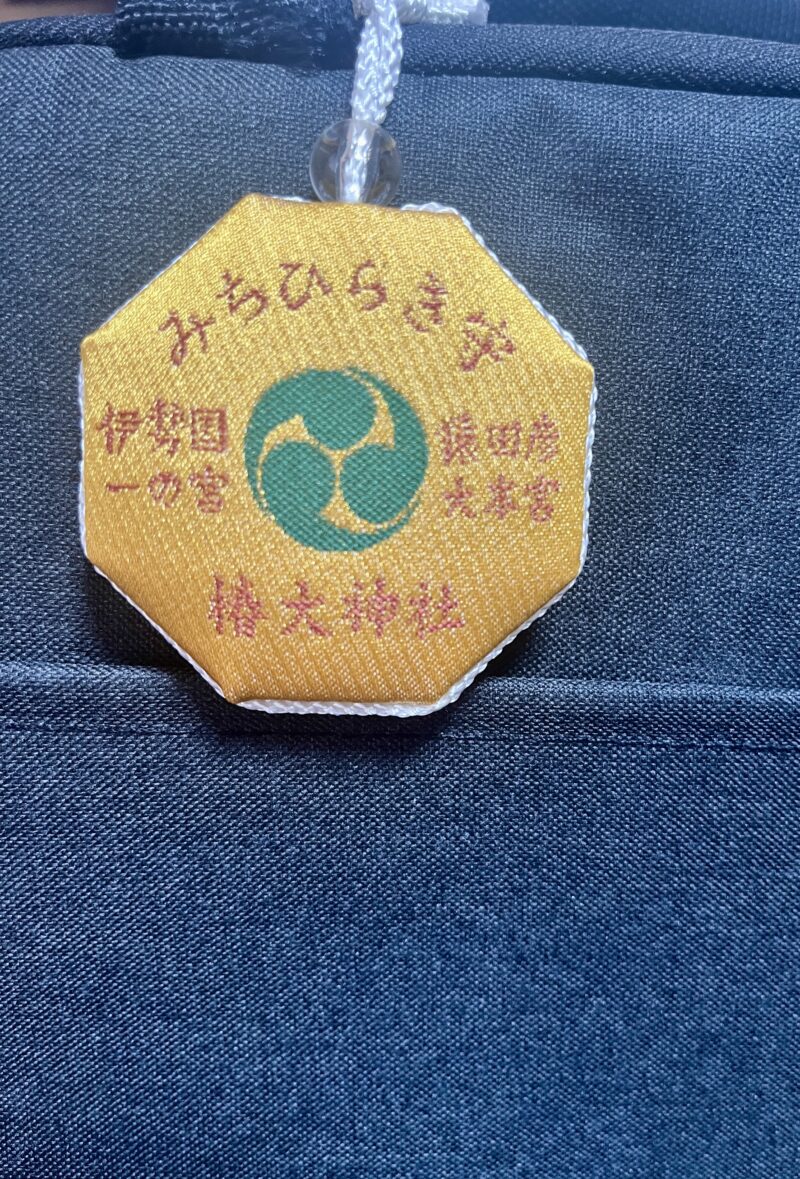 みちひらき守
伊勢国
一の宮
猿田彦
大本宮
椿大神社